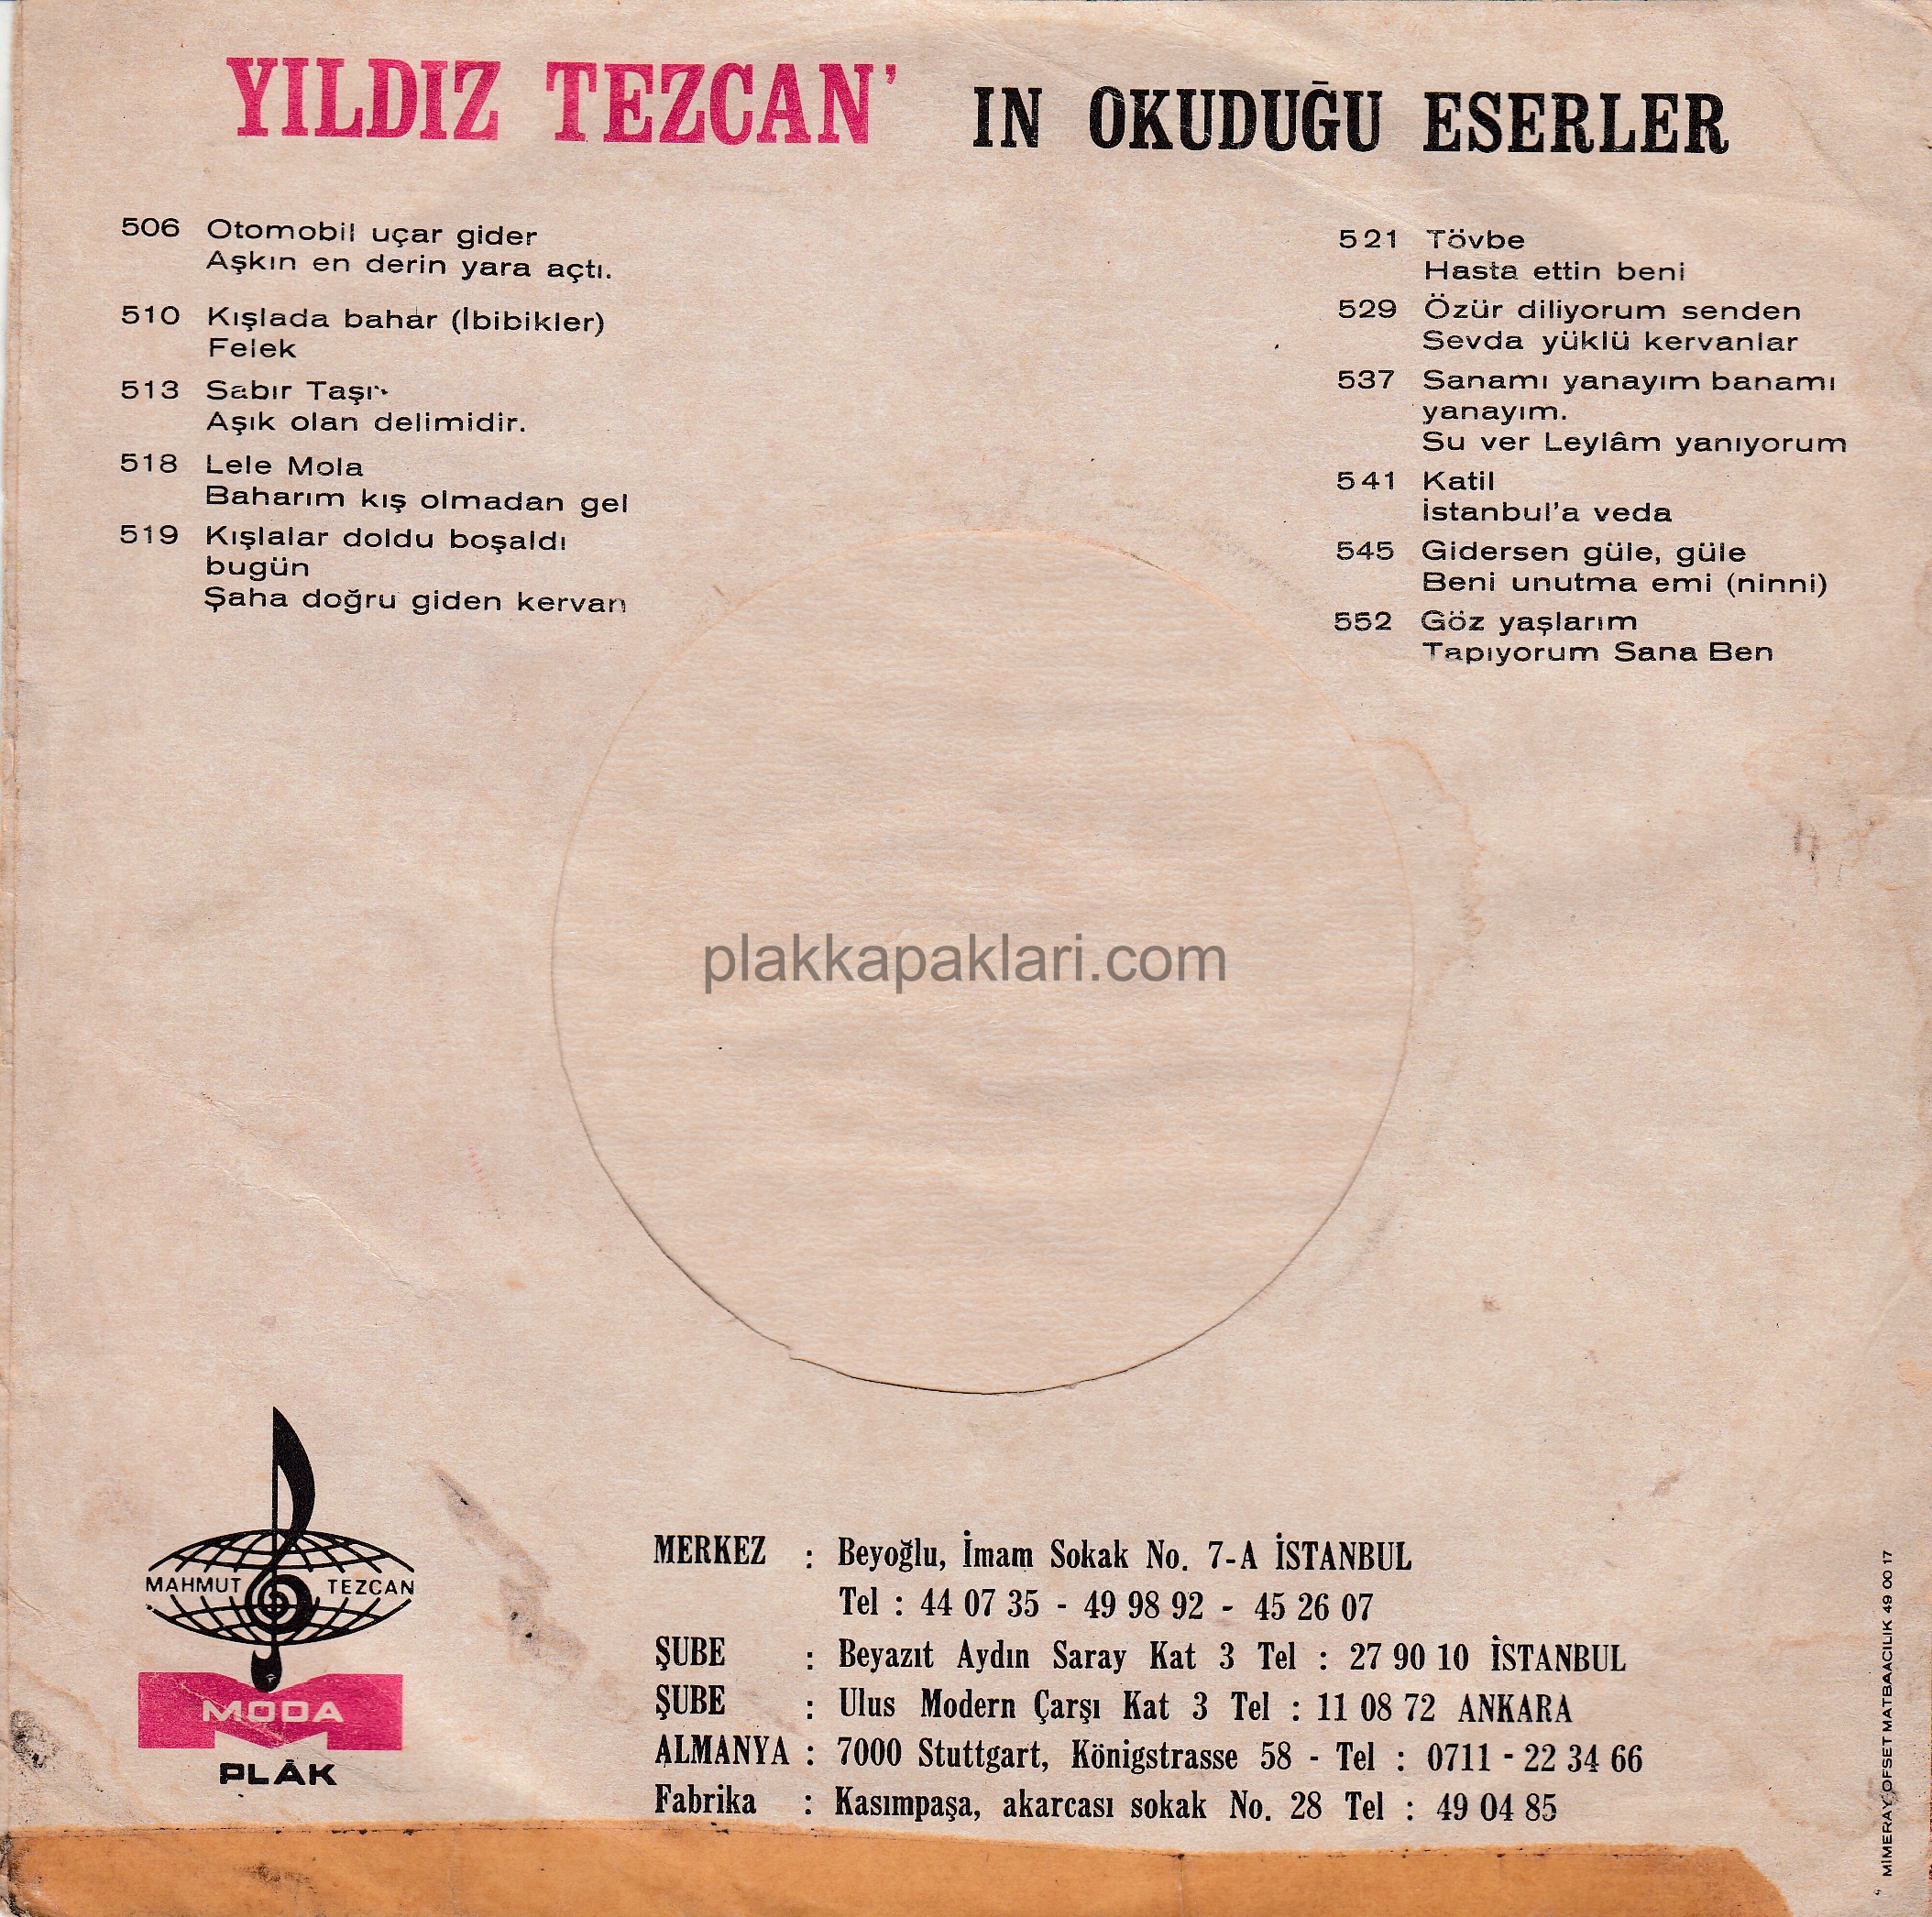 YILDIZ TEZCAN' IN OKUDUĞU ESERLER
506 Otomobil uçar gider
Aşkın en derin yara açtı.
510 Kışlada bahar (İbibikler)
Felek
513 Sabır Taşı
Aşık olan delimidir.
518 Lele Mola
Baharım kış olmadan gel
519 Kışlalar doldu boşaldı
bugün
Şaha doğru giden kervan
521 Tövbe
Hasta ettin beni
529 Özür diliyorum senden
Sevda yüklü kervanlar
537 Sanamı yanayım banamı
yanayım.
Su ver Leylâm yanıyorum
541 Katil
İstanbul'a veda
545 Gidersen güle, güle
Beni unutma emi (ninni)
552 Göz yaşlarım
Tapıyorum Sana Ben
plakkapaklari.com
MAHMUT TEZCAN
MODA
PLÂK
MERKEZ : Beyoğlu, İmam Sokak No. 7-A İSTANBUL
Tel : 44 07 35 - 49 98 92 - 45 26 07
ŞUBE : Beyazıt Aydın Saray Kat 3 Tel : 27 90 10 İSTANBUL
ŞUBE : Ulus Modern Çarşı Kat 3 Tel : 11 08 72 ANKARA
ALMANYA : 7000 Stuttgart, Königstrasse 58 - Tel : 0711 - 22 34 66
Fabrika : Kasımpaşa, akarcası sokak No. 28 Tel : 49 04 85
MİMERAY OFSET MATBAACILIK 49 00 17